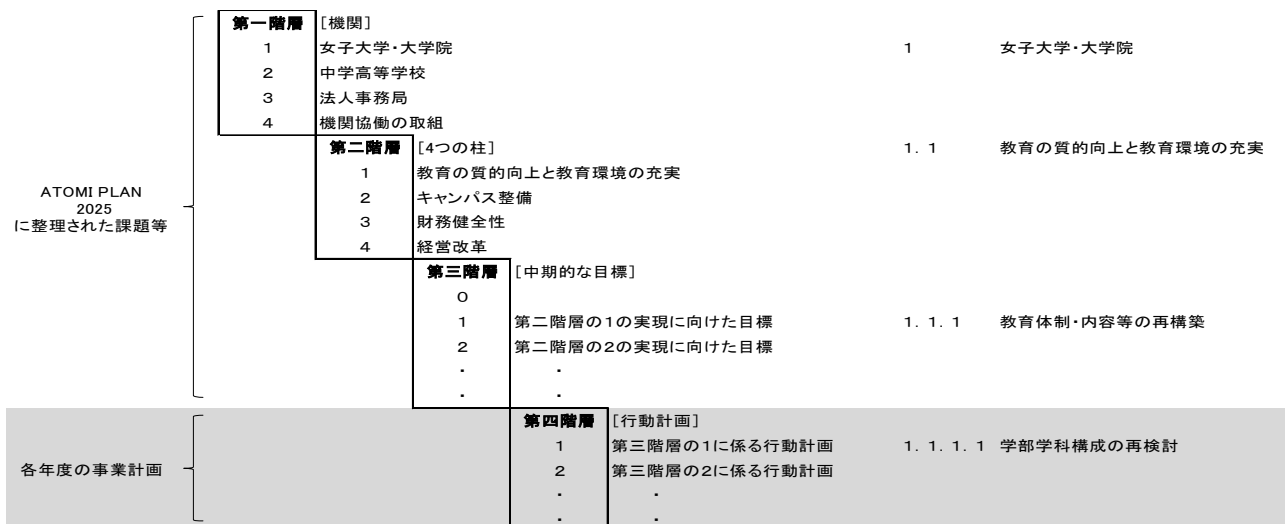 第一階層 [機関]
1 女子大学・大学院 1 女子大学・大学院
2 中学高等学校
3 法人事務局
4 機関協働の取組
第二階層 [4つの柱] 1．1 教育の質的向上と教育環境の充実
1 教育の質的向上と教育環境の充実
2 キャンパス整備
3 財務健全性
4 経営改革
ATOMI PLAN
2025
に整理された課題等
第三階層 [中期的な目標]
0
1 第二階層の1の実現に向けた目標 1．1．1 教育体制・内容等の再構築
2 第二階層の2の実現に向けた目標
・ ・
・ ・
第四階層 [行動計画]
1 第三階層の1に係る行動計画 1．1．1．1 学部学科構成の再検討
各年度の事業計画 2 第三階層の2に係る行動計画
・ ・
・ ・